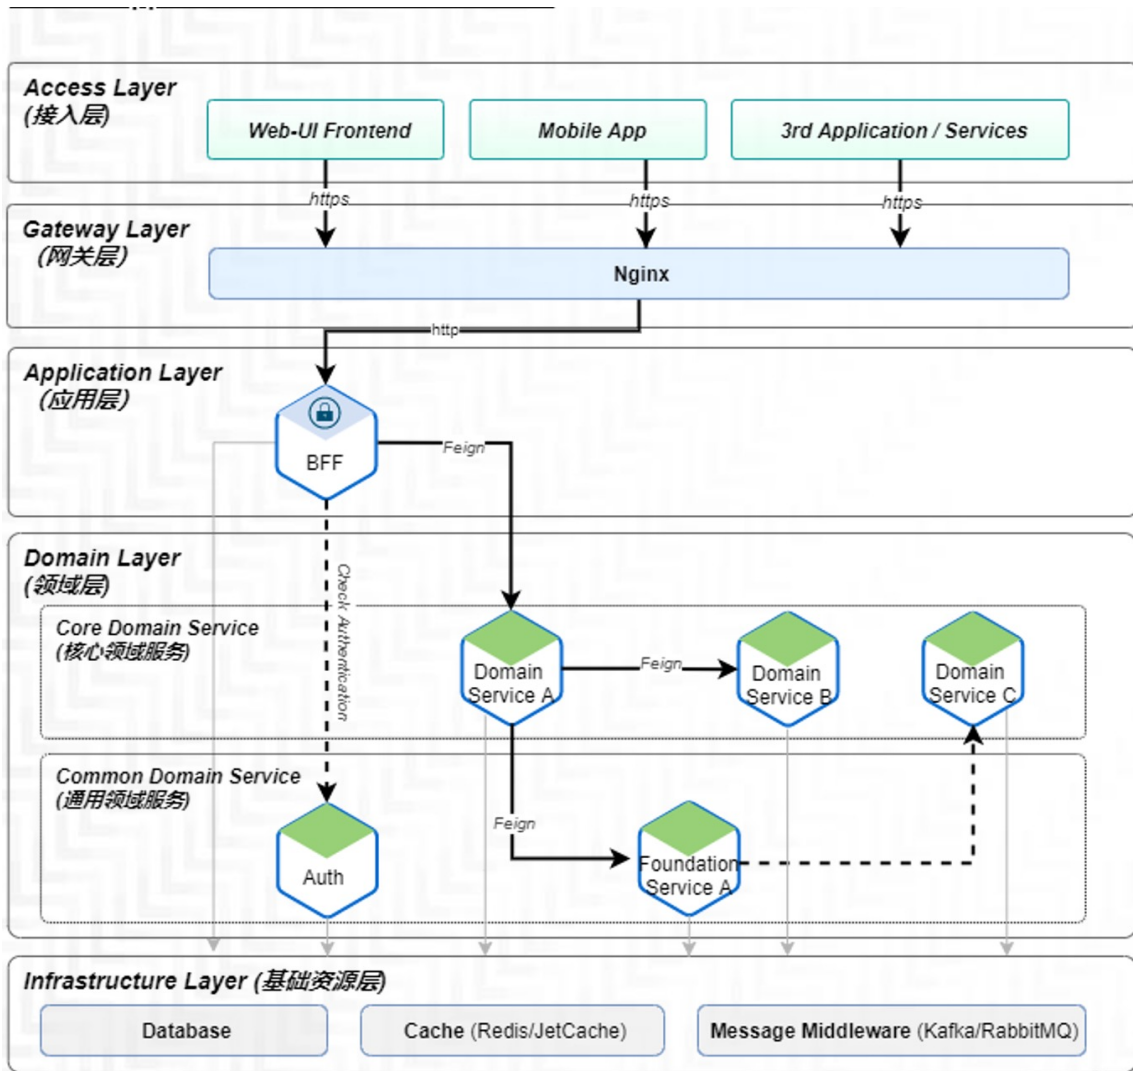 Access Layer
(接入层)
Web-UI Frontend
Mobile App
3rd Application / Services
https
https
https
Gateway Layer
（网关层）
Nginx
http
Application Layer
（应用层）
BFF
Feign
Domain Layer
(领域层)
Check Authentication
Core Domain Service
(核心领域服务)
Domain
Service A
Feign
Domain
Service B
Domain
Service C
Common Domain Service
(通用领域服务)
Auth
Feign
Foundation
Service A
Infrastructure Layer (基础资源层)
Database
Cache (Redis/JetCache)
Message Middleware (Kafka/RabbitMQ)